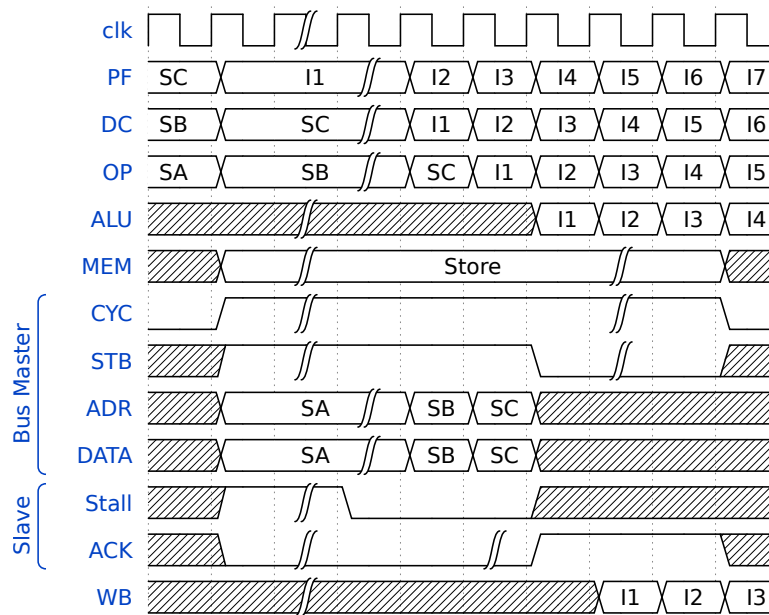 clk
PF SC I1 I2 I3 I4 I5 I6 I7
DC SB SC I1 I2 I3 I4 I5 I6
OP SA SB SC I1 I2 I3 I4 I5
ALU I1 I2 I3 I4
MEM Store
Bus Master
CYC
STB
ADR SA SB SC
DATA SA SB SC
Slave
Stall
ACK
WB I1 I2 I3